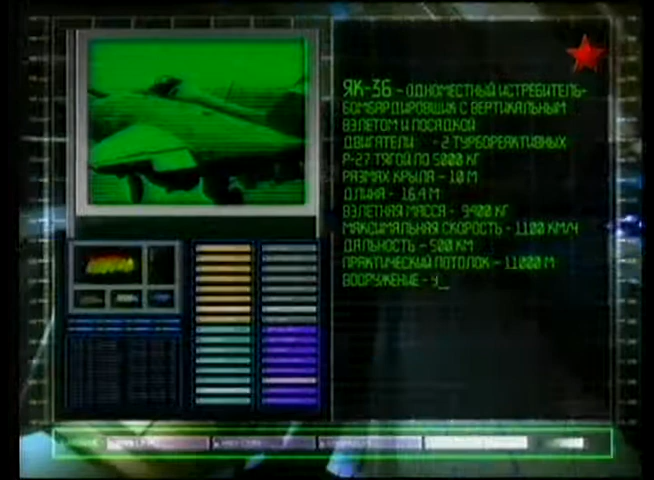 ЯК-36 - ОДНОМЕСТНЫЙ ИСТРЕБИТЕЛЬ-
БОМБАРДИРОВЩИК С ВЕРТИКАЛЬНЫМ
ВЗЛЕТОМ И ПОСАДКОЙ
ДВИГАТЕЛИ - 2 ТУРБОРЕАКТИВНЫХ
Р-27 ТЯГОЙ ПО 5000 КГ
РАЗМАХ КРЫЛА - 10 М
ДЛИНА - 16.4 М
ВЗЛЕТНАЯ МАССА - 9400 КГ
МАКСИМАЛЬНАЯ СКОРОСТЬ - 1100 КМ/Ч
ДАЛЬНОСТЬ - 500 КМ
ПРАКТИЧЕСКИЙ ПОТОЛОК - 11000 М
ВООРУЖЕНИЕ - У_